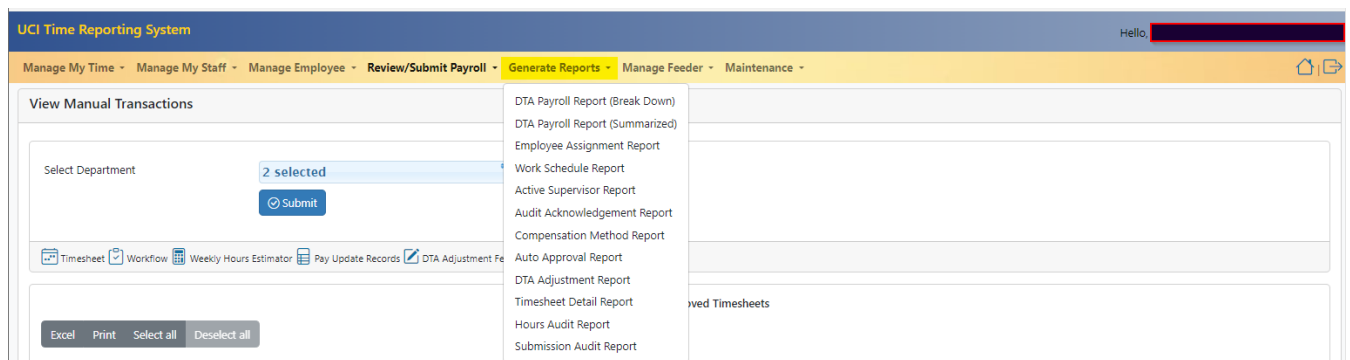 UCI Time Reporting System
Hello,
Manage My Time Manage My Staff Manage Employee Review/Submit Payroll Generate Reports Manage Feeder Maintenance
View Manual Transactions
DTA Payroll Report (Break Down)
DTA Payroll Report (Summarized)
Employee Assignment Report
Work Schedule Report
Active Supervisor Report
Audit Acknowledgement Report
Compensation Method Report
Auto Approval Report
DTA Adjustment Report
Timesheet Detail Report
Hours Audit Report
Submission Audit Report
Select Department
2 selected
Submit
Timesheet Workflow Weekly Hours Estimator Pay Update Records DTA Adjustment Fe
oved Timesheets
Excel Print Select all Deselect all